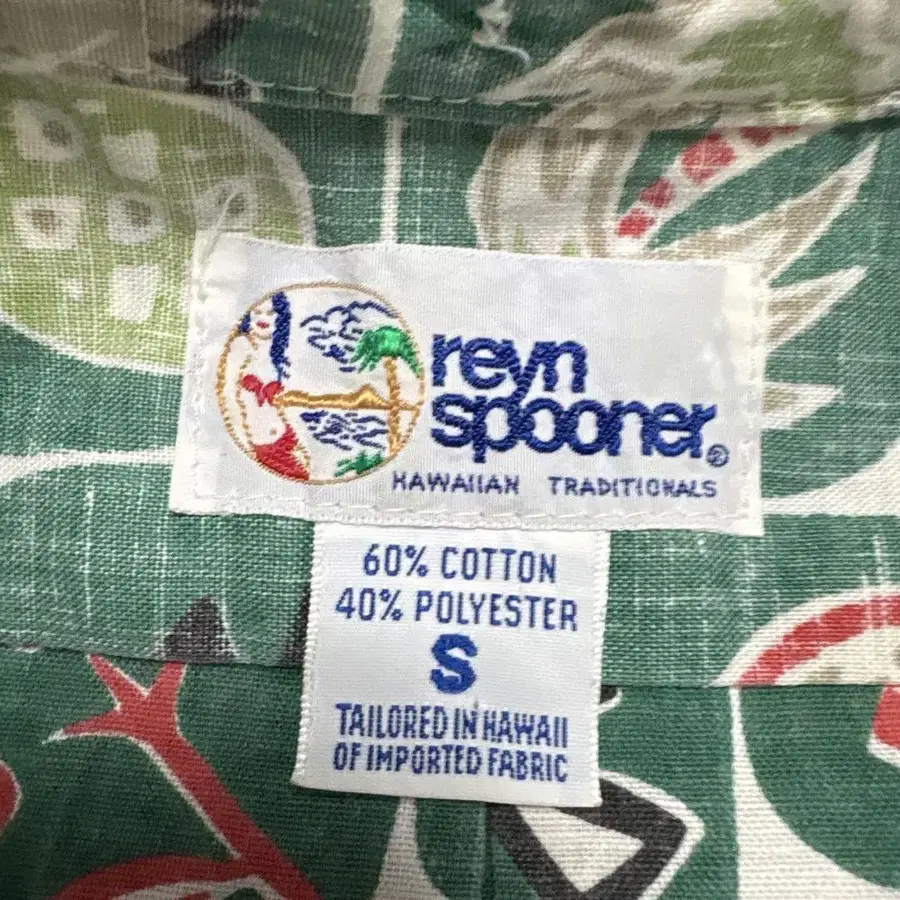 reyn
spooner®
HAWAIIAN TRADITIONALS
60% COTTON
40% POLYESTER
S
TAILORED IN HAWAII
OF IMPORTED FABRIC